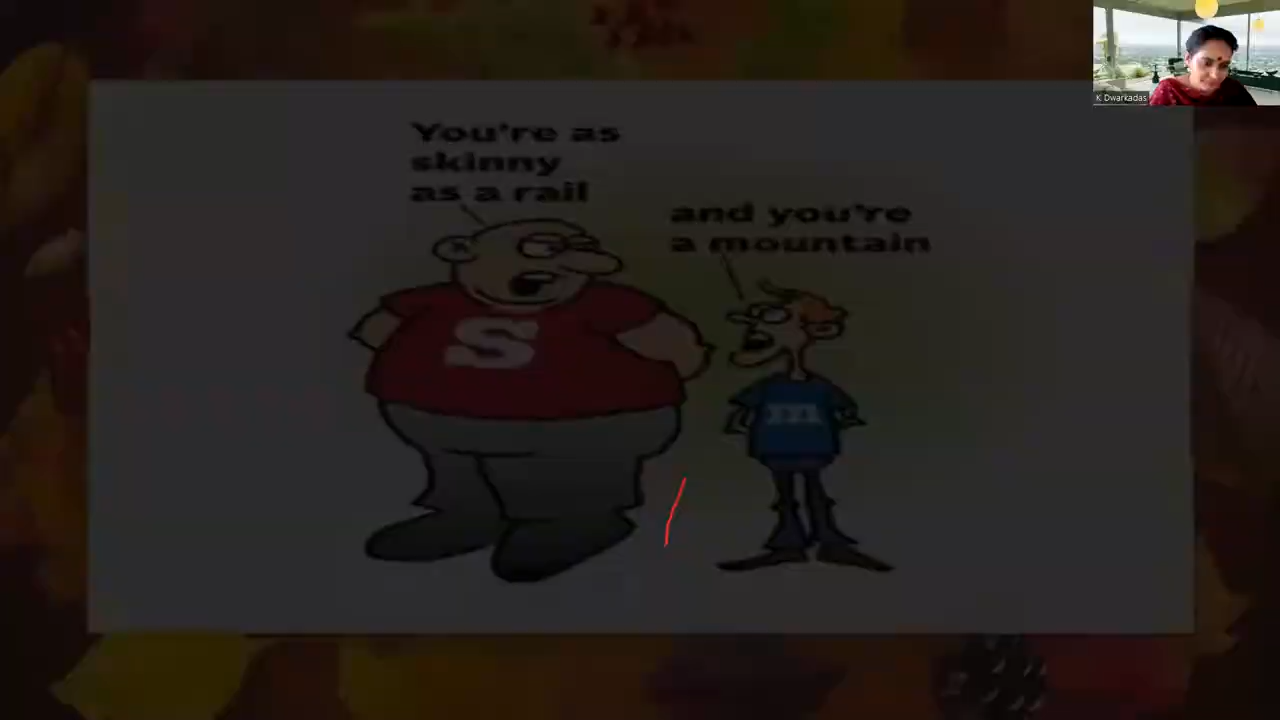 You're as
skinny
as a rail
and you're
a mountain
S
m
K Dwarkadas